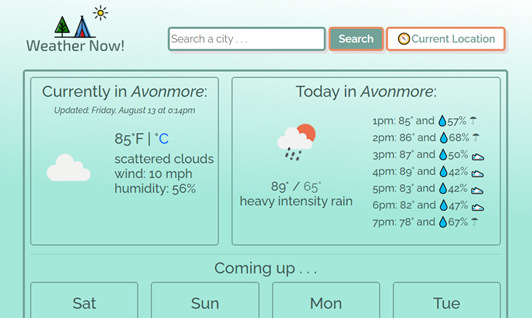 Weather Now!
Search a city . . .
Search
Current Location
Currently in Avonmore:
Updated: Friday, August 13 at 0:14pm
85°F | °C
scattered clouds
wind: 10 mph
humidity: 56%
Today in Avonmore:
89° / 65°
heavy intensity rain
1pm: 85° and 💧57% ☂
2pm: 86° and 💧68% ☂
3pm: 87° and 💧50% 👟
4pm: 89° and 💧42% 👟
5pm: 83° and 💧42% 👟
6pm: 82° and 💧47% 👟
7pm: 78° and 💧67% ☂
Coming up . . .
Sat
Sun
Mon
Tue